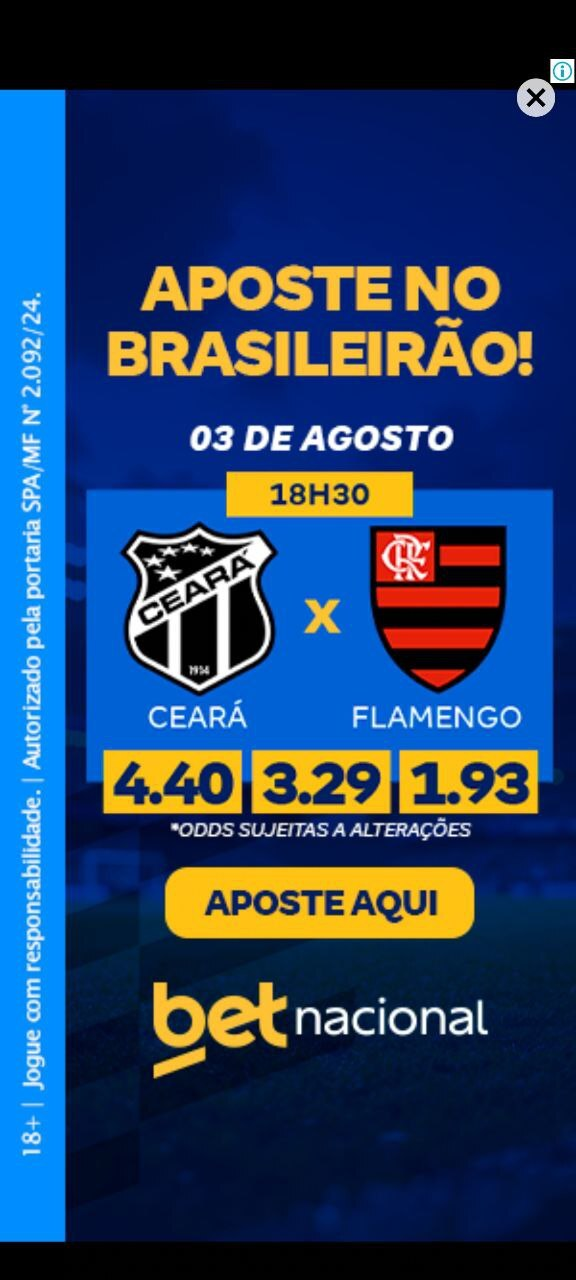 APOSTE NO
BRASILEIRÃO!
03 DE AGOSTO
18H30
CEARÁ
1914
CRF
X
CEARÁ
FLAMENGO
4.40 3.29 1.93
*ODDS SUJEITAS A ALTERAÇÕES
APOSTE AQUI
bet nacional
18+ | Jogue com responsabilidade. | Autorizado pela portaria SPA/MF Nº 2.092/24.